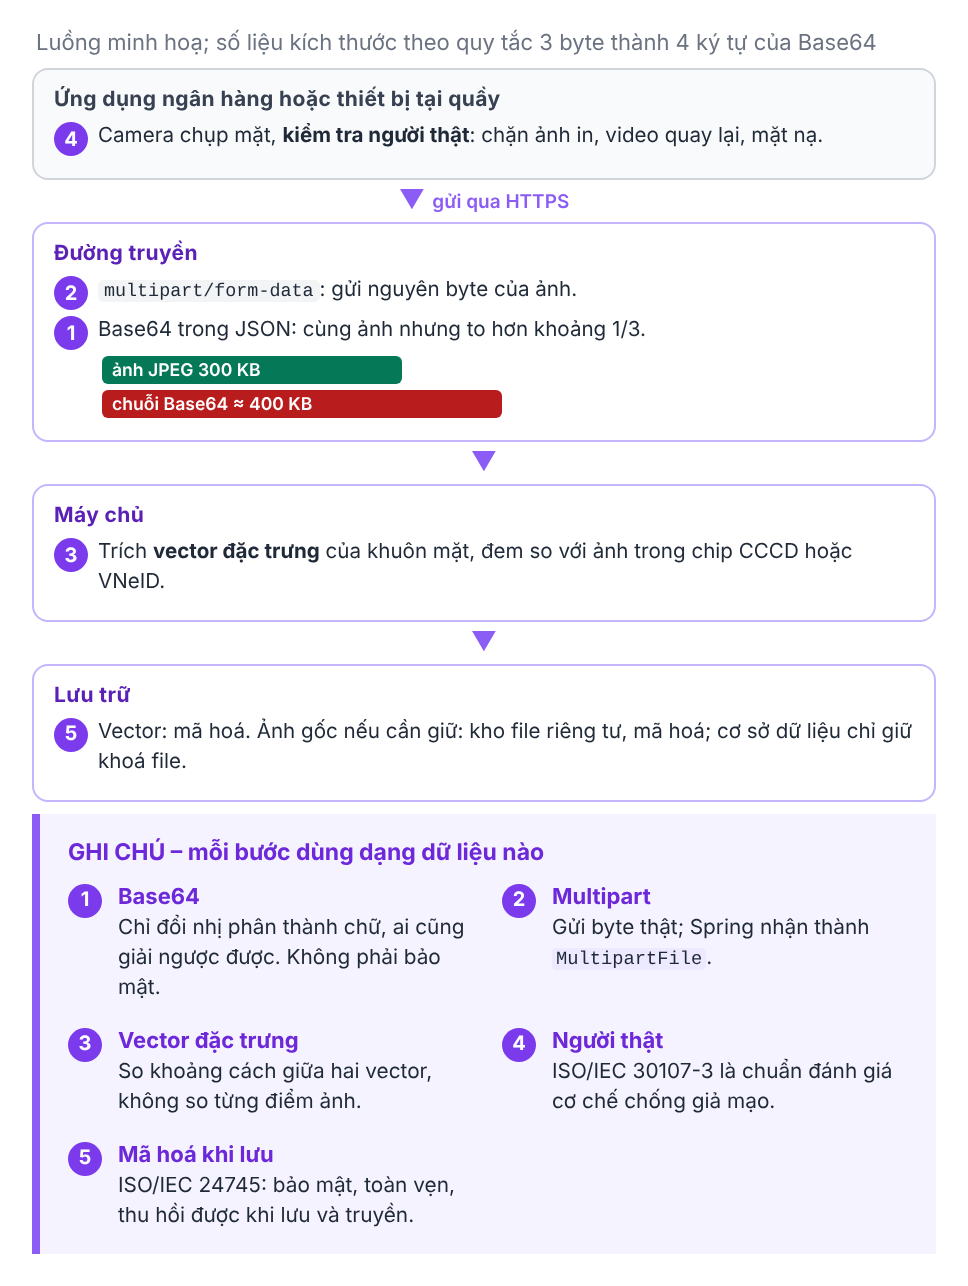 Luồng minh hoạ; số liệu kích thước theo quy tắc 3 byte thành 4 ký tự của Base64
Ứng dụng ngân hàng hoặc thiết bị tại quầy
4 Camera chụp mặt, kiểm tra người thật: chặn ảnh in, video quay lại, mặt nạ.
gửi qua HTTPS
Đường truyền
2 multipart/form-data: gửi nguyên byte của ảnh.
1 Base64 trong JSON: cùng ảnh nhưng to hơn khoảng 1/3.
ảnh JPEG 300 KB
chuỗi Base64 ≈ 400 KB
Máy chủ
3 Trích vector đặc trưng của khuôn mặt, đem so với ảnh trong chip CCCD hoặc
VNeID.
Lưu trữ
5 Vector: mã hoá. Ảnh gốc nếu cần giữ: kho file riêng tư, mã hoá; cơ sở dữ liệu chỉ giữ
khoá file.
GHI CHÚ – mỗi bước dùng dạng dữ liệu nào
1 Base64
Chỉ đổi nhị phân thành chữ, ai cũng
giải ngược được. Không phải bảo
mật.
2 Multipart
Gửi byte thật; Spring nhận thành
MultipartFile.
3 Vector đặc trưng
So khoảng cách giữa hai vector,
không so từng điểm ảnh.
4 Người thật
ISO/IEC 30107-3 là chuẩn đánh giá
cơ chế chống giả mạo.
5 Mã hoá khi lưu
ISO/IEC 24745: bảo mật, toàn vẹn,
thu hồi được khi lưu và truyền.